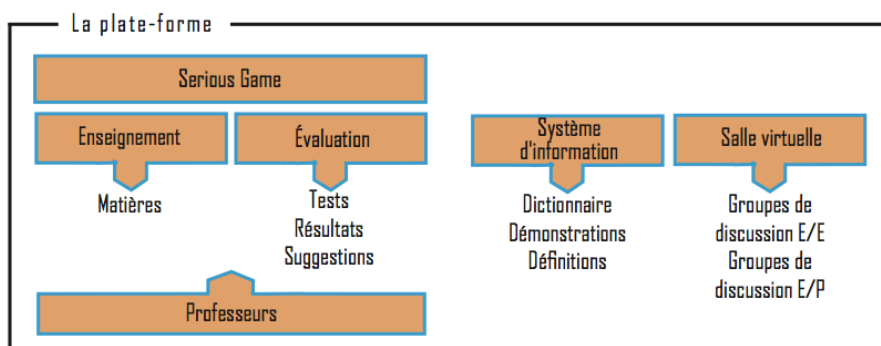 La plate-forme
Serious Game
Enseignement
Évaluation
Système
d'information
Salle virtuelle
Matières
Tests
Résultats
Suggestions
Dictionnaire
Démonstrations
Définitions
Groupes de
discussion E/E
Groupes de
discussion E/P
Professeurs